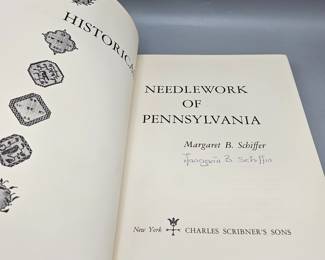 HISTORICA
NEEDLEWORK
OF
PENNSYLVANIA
Margaret B. Schiffer
Margaret B. Schiffer
New York CHARLES SCRIBNER'S SONS